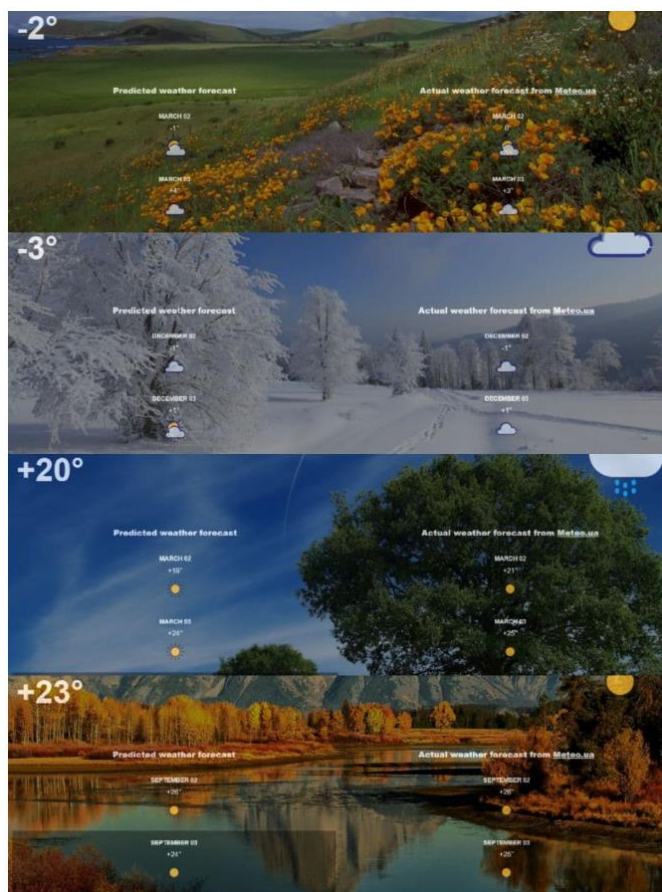 -2°
Predicted weather forecast
Actual weather forecast from Meteo.ua
MARCH 02
MARCH 02
-1°
0°
MARCH 03
MARCH 03
+4°
+3°
-3°
Predicted weather forecast
Actual weather forecast from Meteo.ua
DECEMBER 02
DECEMBER 02
-1°
-1°
DECEMBER 03
DECEMBER 03
+1°
+1°
+20°
Predicted weather forecast
Actual weather forecast from Meteo.ua
MARCH 02
MARCH 02
+19°
+21°
MARCH 03
MARCH 03
+24°
+25°
+23°
Predicted weather forecast
Actual weather forecast from Meteo.ua
SEPTEMBER 02
SEPTEMBER 02
SEPTEMBER 03
SEPTEMBER 03
+24°